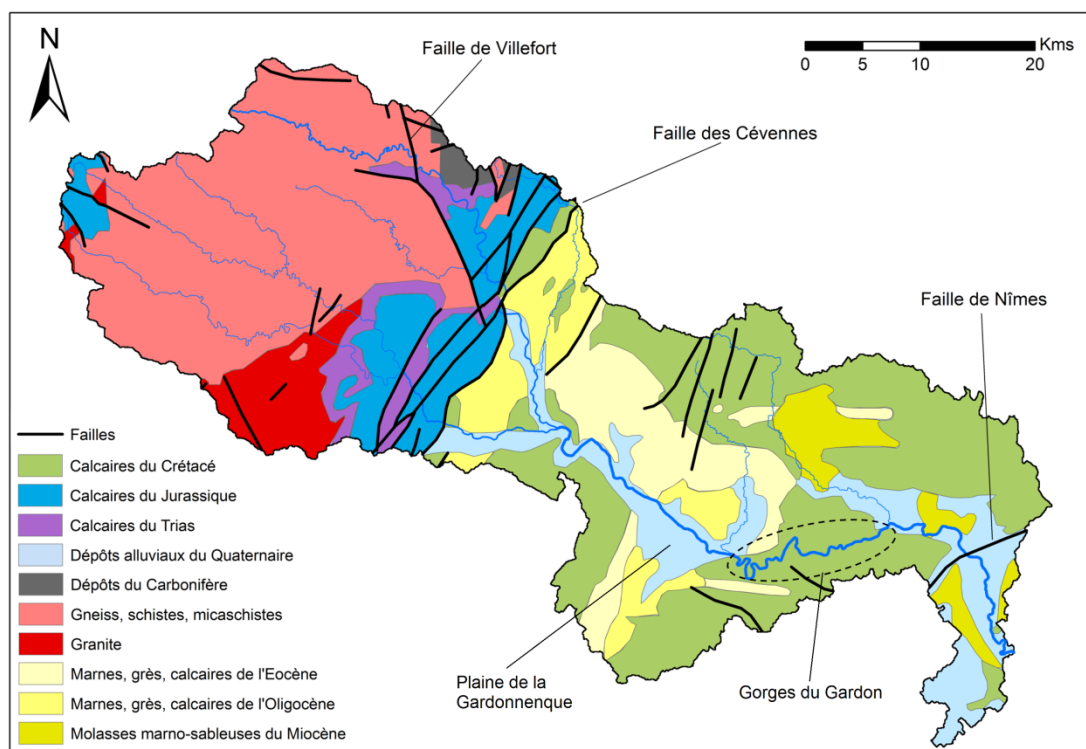 N
Faille de Villefort
Kms
0 5 10 20
Faille des Cévennes
Faille de Nîmes
Failles
Calcaires du Crétacé
Calcaires du Jurassique
Calcaires du Trias
Dépôts alluviaux du Quaternaire
Dépôts du Carbonifère
Gneiss, schistes, micaschistes
Granite
Marnes, grès, calcaires de l'Eocène
Marnes, grès, calcaires de l'Oligocène
Molasses marno-sableuses du Miocène
Plaine de la
Gardonnenque
Gorges du Gardon